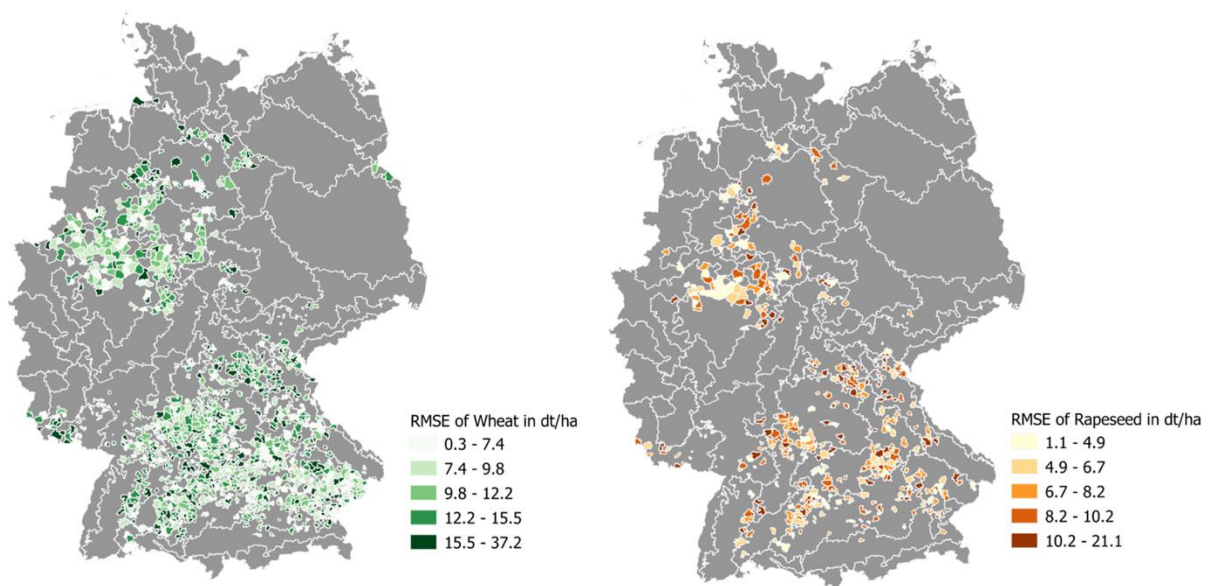 RMSE of Wheat in dt/ha
0.3 - 7.4
7.4 - 9.8
9.8 - 12.2
12.2 - 15.5
15.5 - 37.2
RMSE of Rapeseed in dt/ha
1.1 - 4.9
4.9 - 6.7
6.7 - 8.2
8.2 - 10.2
10.2 - 21.1